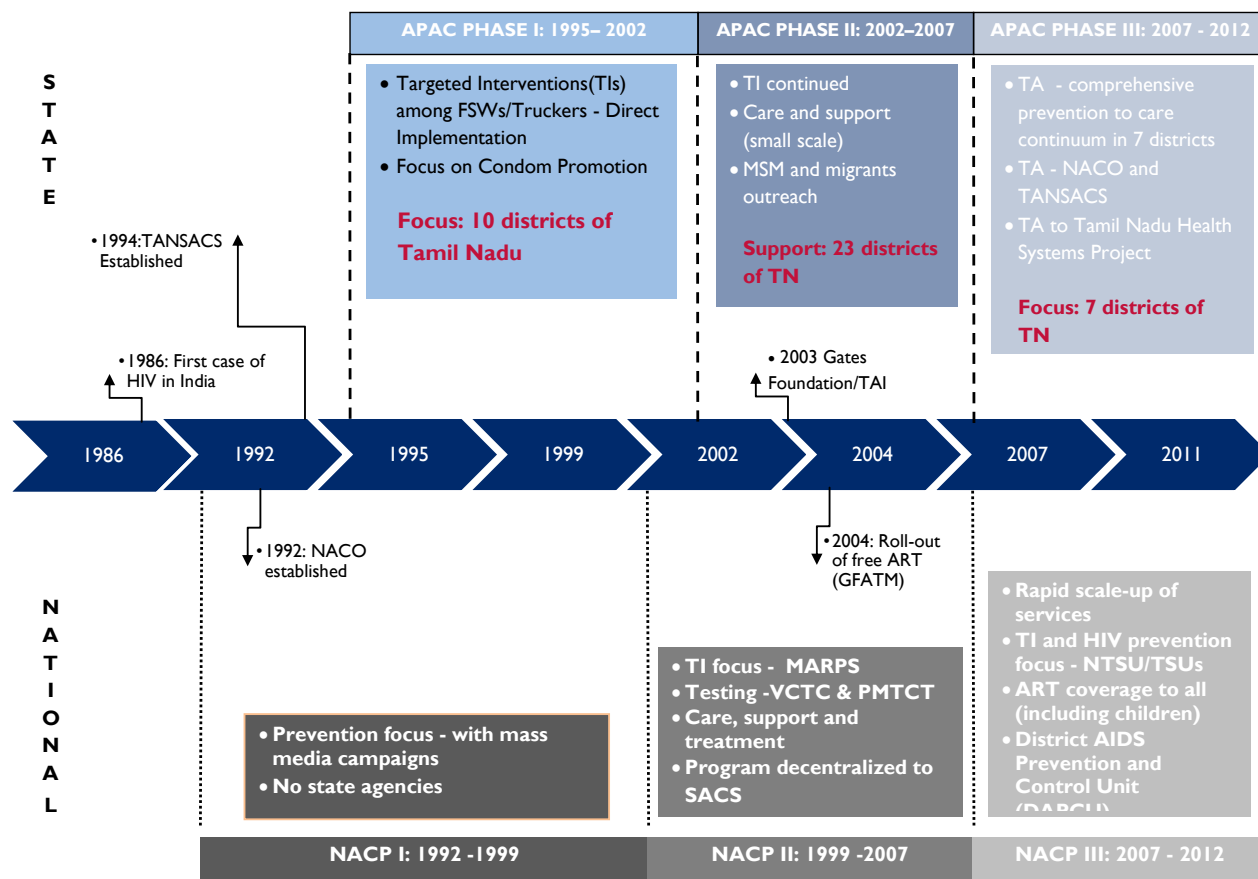 APAC PHASE I: 1995– 2002
APAC PHASE II: 2002–2007
APAC PHASE III: 2007 - 2012
STATE
• Targeted Interventions(TIs)
among FSWs/Truckers - Direct
Implementation
• Focus on Condom Promotion
Focus: 10 districts of
Tamil Nadu
• TI continued
• Care and support
(small scale)
• MSM and migrants
outreach
Support: 23 districts
of TN
• TA - comprehensive
prevention to care
continuum in 7 districts
• TA - NACO and
TANSACS
• TA to Tamil Nadu Health
Systems Project
Focus: 7 districts of
TN
• 1994:TANSACS
Established
• 1986: First case of
HIV in India
• 2003 Gates
Foundation/TAI
1986
1992
1995
1999
2002
2004
2007
2011
• 1992: NACO
established
• 2004: Roll-out
of free ART
(GFATM)
NATIONAL
• Prevention focus - with mass
media campaigns
• No state agencies
• TI focus - MARPS
• Testing -VCTC & PMTCT
• Care, support and
treatment
• Program decentralized to
SACS
• Rapid scale-up of
services
• TI and HIV prevention
focus - NTSU/TSUs
• ART coverage to all
(including children)
• District AIDS
Prevention and
Control Unit
NACP I: 1992 -1999
NACP II: 1999 -2007
NACP III: 2007 - 2012